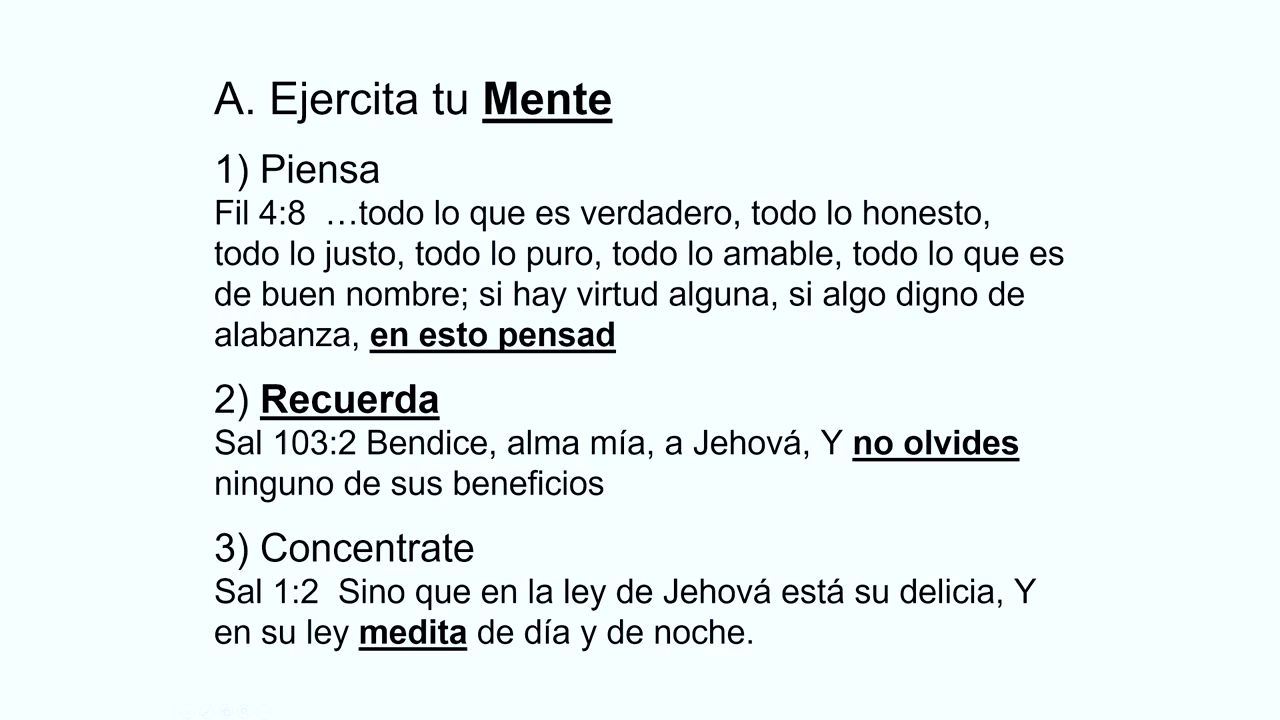 A. Ejercita tu Mente
1) Piensa
Fil 4:8  …todo lo que es verdadero, todo lo honesto,
todo lo justo, todo lo puro, todo lo amable, todo lo que es
de buen nombre; si hay virtud alguna, si algo digno de
alabanza, en esto pensad
2) Recuerda
Sal 103:2 Bendice, alma mía, a Jehová, Y no olvides
ninguno de sus beneficios
3) Concentrate
Sal 1:2  Sino que en la ley de Jehová está su delicia, Y
en su ley medita de día y de noche.